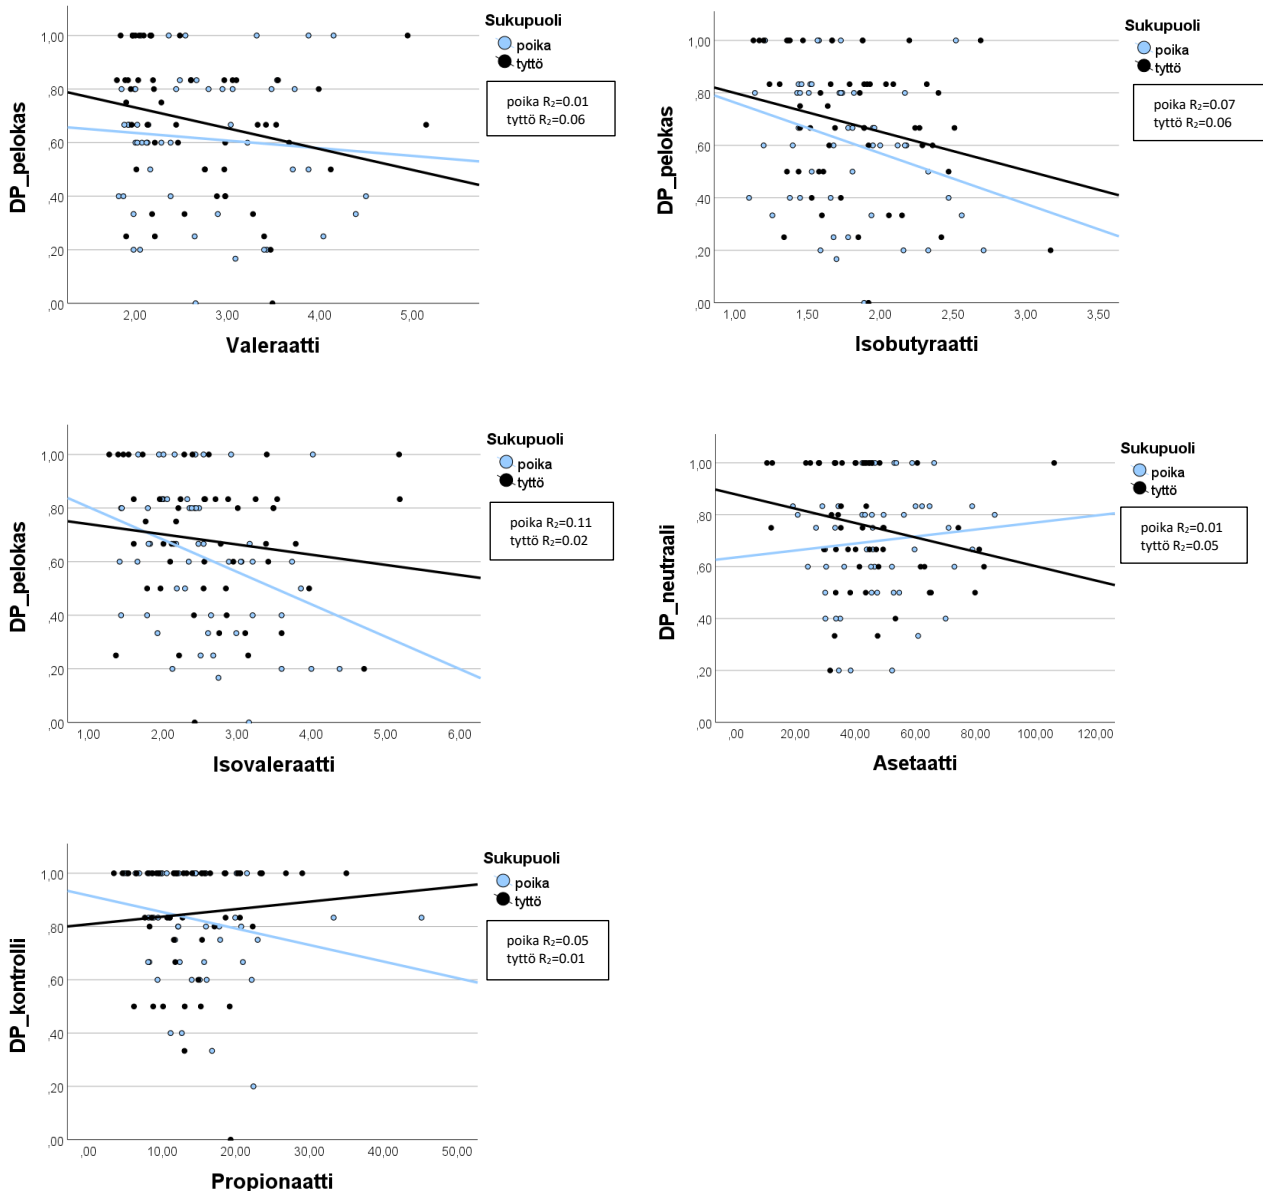 Sukupuoli
poika
tyttö
poika R₂=0.01
tyttö R₂=0.06
DP_pelokas
1,00
,80
,60
,40
,20
,00
2,00 3,00 4,00 5,00
Valeraatti
Sukupuoli
poika
tyttö
poika R₂=0.07
tyttö R₂=0.06
DP_pelokas
1,00
,80
,60
,40
,20
,00
1,00 1,50 2,00 2,50 3,00 3,50
Isobutyraatti
Sukupuoli
poika
tyttö
poika R₂=0.11
tyttö R₂=0.02
DP_pelokas
1,00
,80
,60
,40
,20
,00
1,00 2,00 3,00 4,00 5,00 6,00
Isovaleraatti
Sukupuoli
poika
tyttö
poika R₂=0.01
tyttö R₂=0.05
DP_neutraali
1,00
,80
,60
,40
,20
,00
,00 20,00 40,00 60,00 80,00 100,00 120,00
Asetaatti
Sukupuoli
poika
tyttö
poika R₂=0.05
tyttö R₂=0.01
DP_kontrolli
1,00
,80
,60
,40
,20
,00
,00 10,00 20,00 30,00 40,00 50,00
Propionaatti